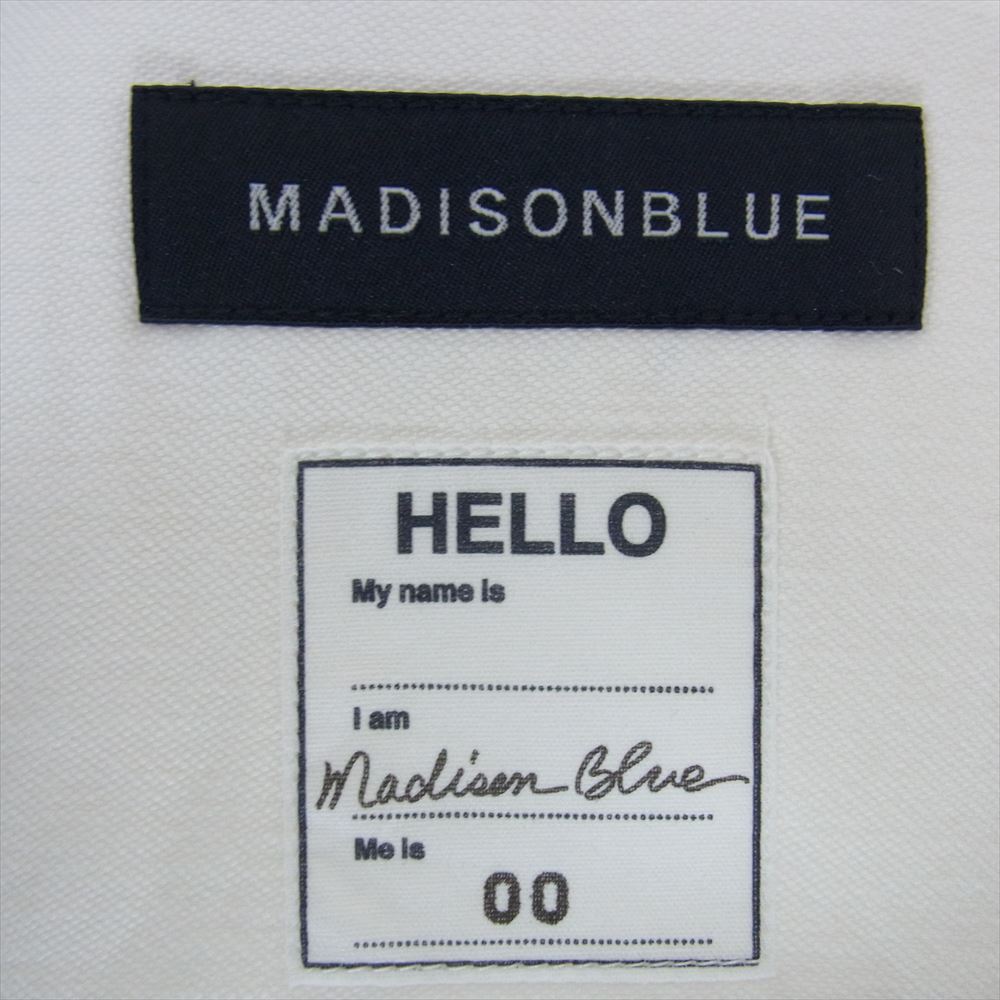 MADISONBLUE
HELLO
My name is
I am
Madison Blue
Me is
00